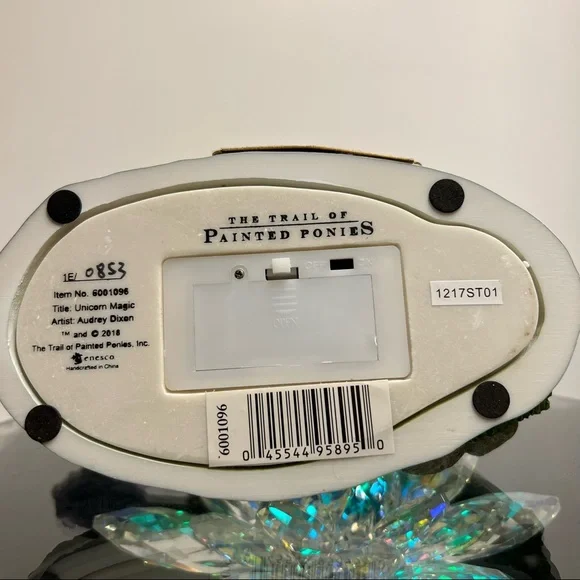 THE TRAIL OF
PAINTED PONIES
1E/ 0853
Item No. 6001096
Title: Unicorn Magic
Artist: Audrey Dixon
™ and © 2018
The Trail of Painted Ponies, Inc.
enesco
Handcrafted in China
OFF
1217ST01
6001096
0 45544 95895 0